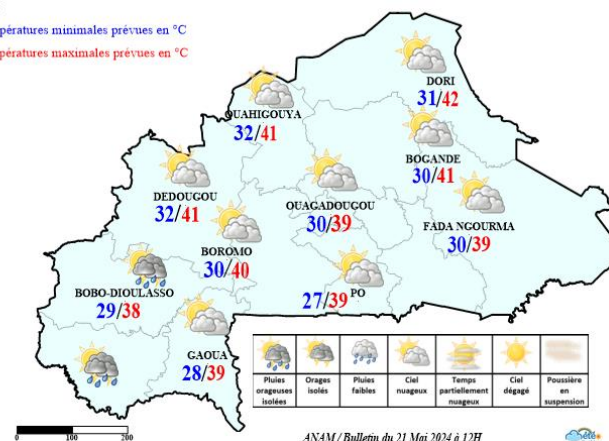 pératures minimales prévues en °C
pératures maximales prévues en °C
DORI
31/42
OUAHIGOUYA
32/41
BOGANDE
30/41
DEDOUGOU
32/41
OUAGADOUGOU
30/39
FADA NGOURMA
30/39
BOROMO
30/40
BOBO-DIOULASSO
29/38
PO
27/39
GAOUA
28/39
Pluies orageuses isolées
Orages isolés
Pluies faibles
Ciel nuageux
Temps partiellement nuageux
Ciel dégagé
Poussière en suspension
0 100 200
ANAM / Bulletin du 21 Mai 2024 à 12H